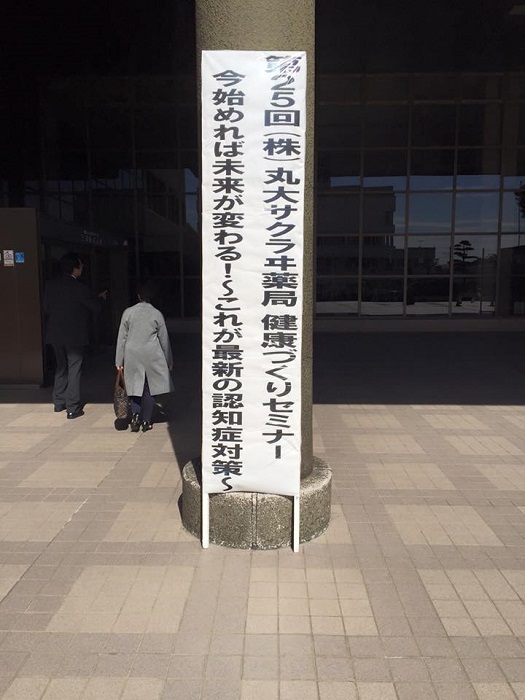 第25回(株)丸大サクラヰ薬局 健康づくりセミナー
今始めれば未来が変わる!～これが最新の認知症対策～